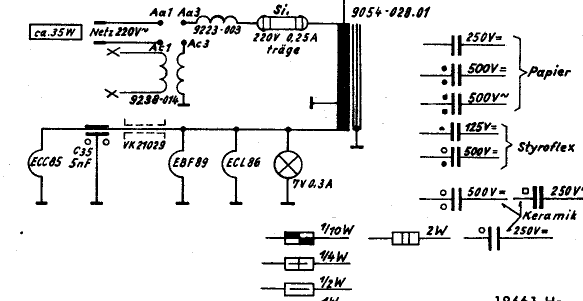 9054-028.01
Aa1 Aa3
Si.
ca.35W
Netz 220V~
9223-003
220V 0,25A
träge
Ac1 Ac3
9238-014
250V=
500V=
500V~
Papier
125V=
500V=
Styroflex
500V=
250V=
Keramik
250V=
ECC85
C35
5nF
VK21029
EBF89
ECL86
7V 0.3A
1/10W
2W
1/4W
1/2W